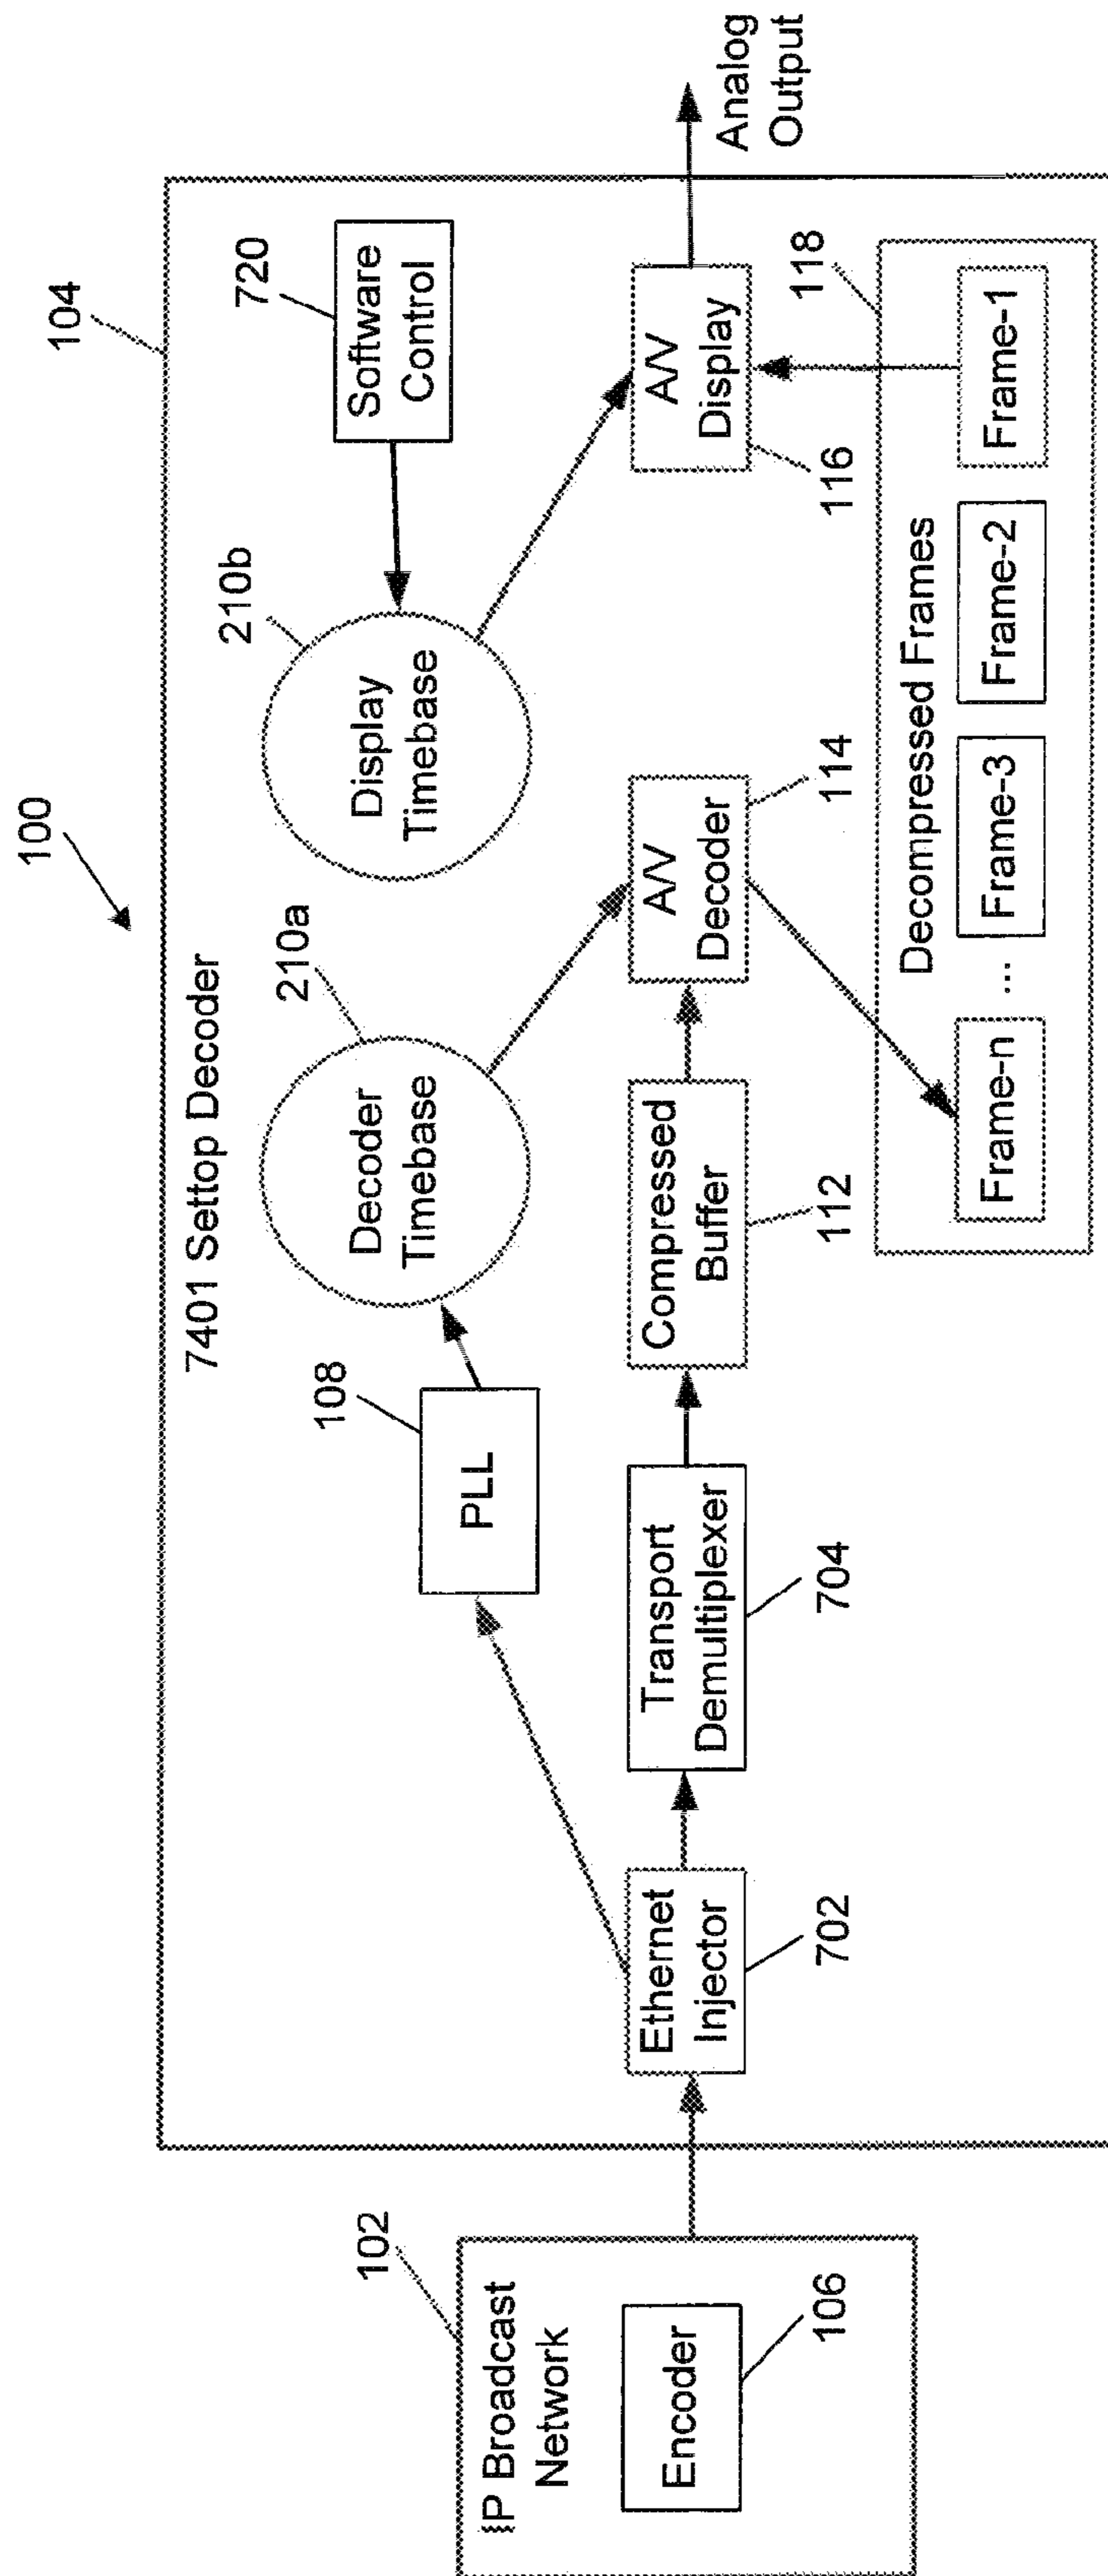 100
104
7401 Settop Decoder
102
IP Broadcast
Network
Encoder
106
Ethernet
Injector
702
PLL
108
Transport
Demultiplexer
704
Decoder
Timebase
210a
Compressed
Buffer
112
A/V
Decoder
114
Display
Timebase
210b
Software
Control
720
A/V
Display
116
Analog
Output
Decompressed Frames
118
Frame-n
...
Frame-3
Frame-2
Frame-1